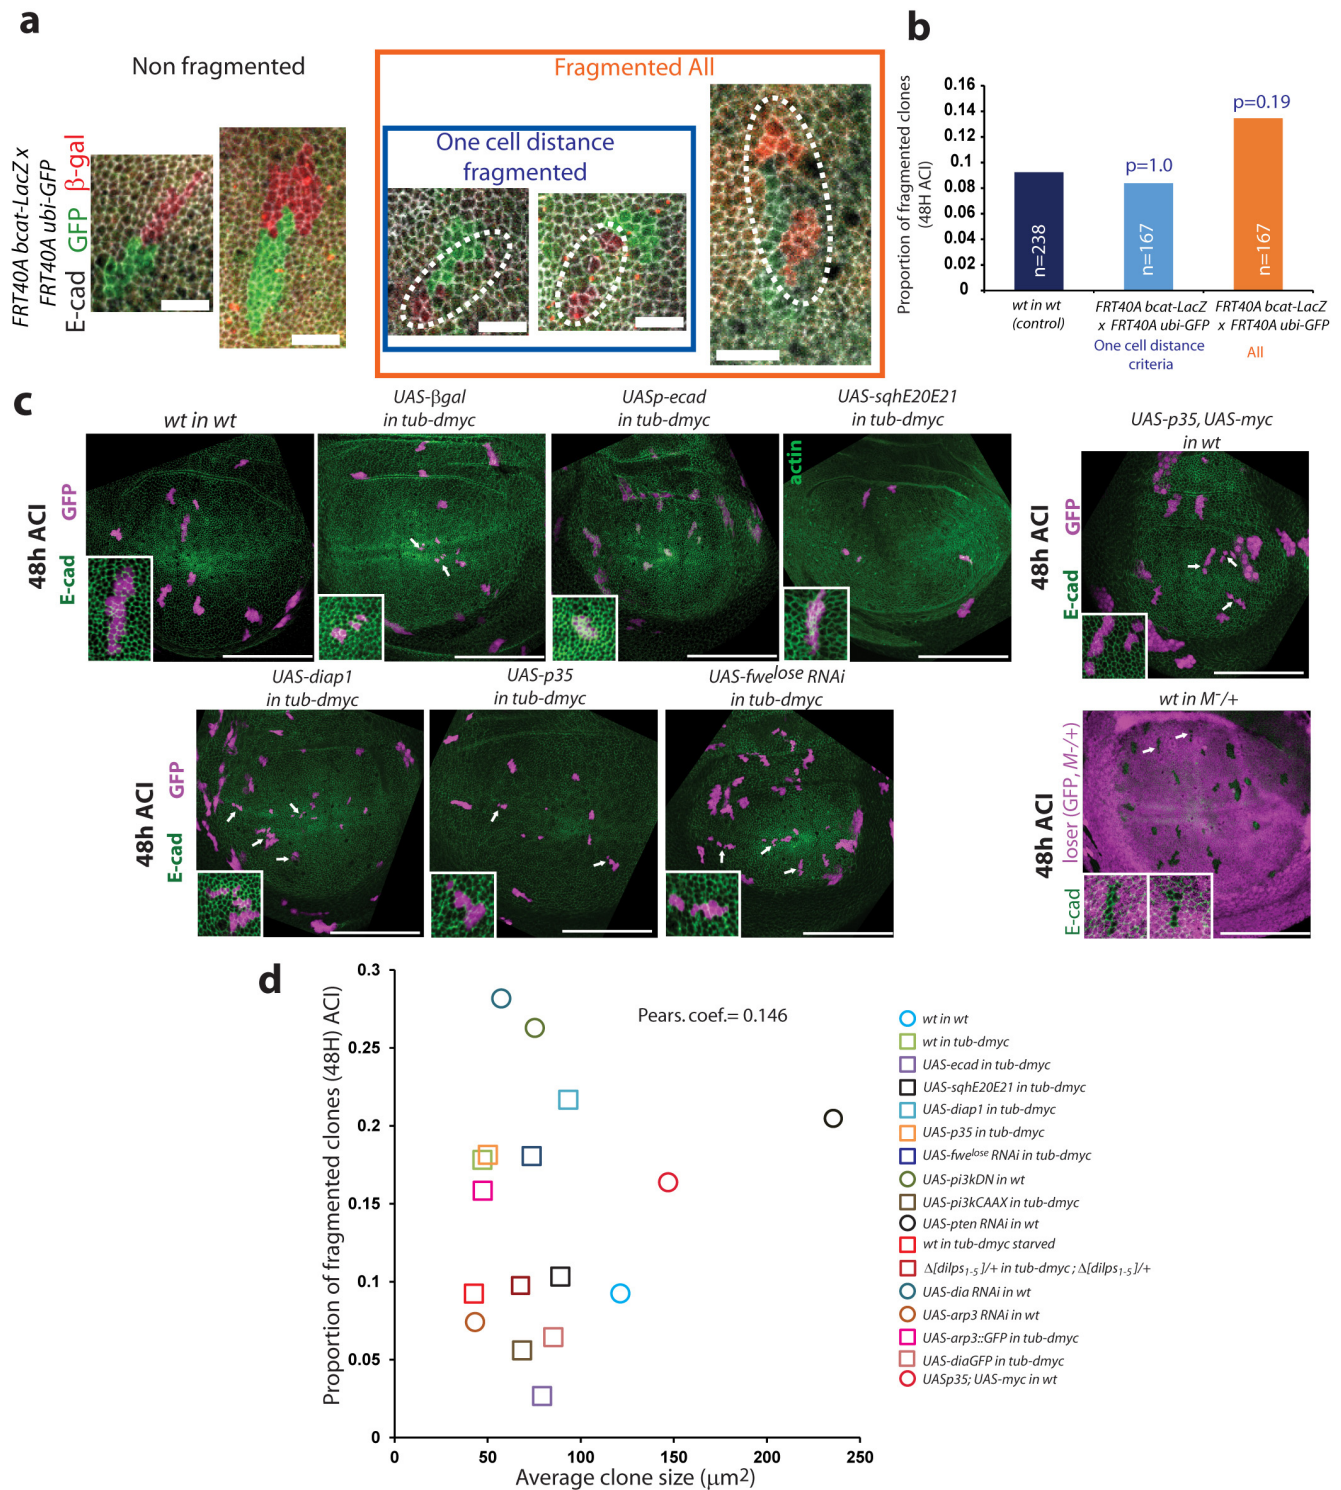 a
Non fragmented
Fragmented All
One cell distance
fragmented
FRT40A bcat-LacZ x
FRT40A ubi-GFP
E-cad GFP β-gal
b
Proportion of fragmented clones
(48H ACI)
0.16
0.14
0.12
0.1
0.08
0.06
0.04
0.02
0
p=1.0
p=0.19
n=238
n=167
n=167
wt in wt
(control)
FRT40A bcat-LacZ
x FRT40A ubi-GFP
One cell distance
criteria
FRT40A bcat-LacZ
x FRT40A ubi-GFP
All
c
wt in wt
UAS-βgal
in tub-dmyc
UASp-ecad
in tub-dmyc
UAS-sqhE20E21
in tub-dmyc
UAS-p35, UAS-myc
in wt
48h ACI
E-cad GFP
actin
48h ACI
E-cad GFP
UAS-diap1
in tub-dmyc
UAS-p35
in tub-dmyc
UAS-fwe^lose RNAi
in tub-dmyc
wt in M⁻/+
48h ACI
E-cad GFP
48h ACI
E-cad loser (GFP, M-/+)
d
Proportion of fragmented clones (48H) ACI)
0.3
0.25
0.2
0.15
0.1
0.05
0
0 50 100 150 200 250
Average clone size (μm2)
Pears. coef.= 0.146
wt in wt
wt in tub-dmyc
UAS-ecad in tub-dmyc
UAS-sqhE20E21 in tub-dmyc
UAS-diap1 in tub-dmyc
UAS-p35 in tub-dmyc
UAS-fwe^lose RNAi in tub-dmyc
UAS-pi3kDN in wt
UAS-pi3kCAAX in tub-dmyc
UAS-pten RNAi in wt
wt in tub-dmyc starved
Δ[dilps₁₋₅]/+ in tub-dmyc ; Δ[dilps₁₋₅]/+
UAS-dia RNAi in wt
UAS-arp3 RNAi in wt
UAS-arp3::GFP in tub-dmyc
UAS-diaGFP in tub-dmyc
UASp35; UAS-myc in wt